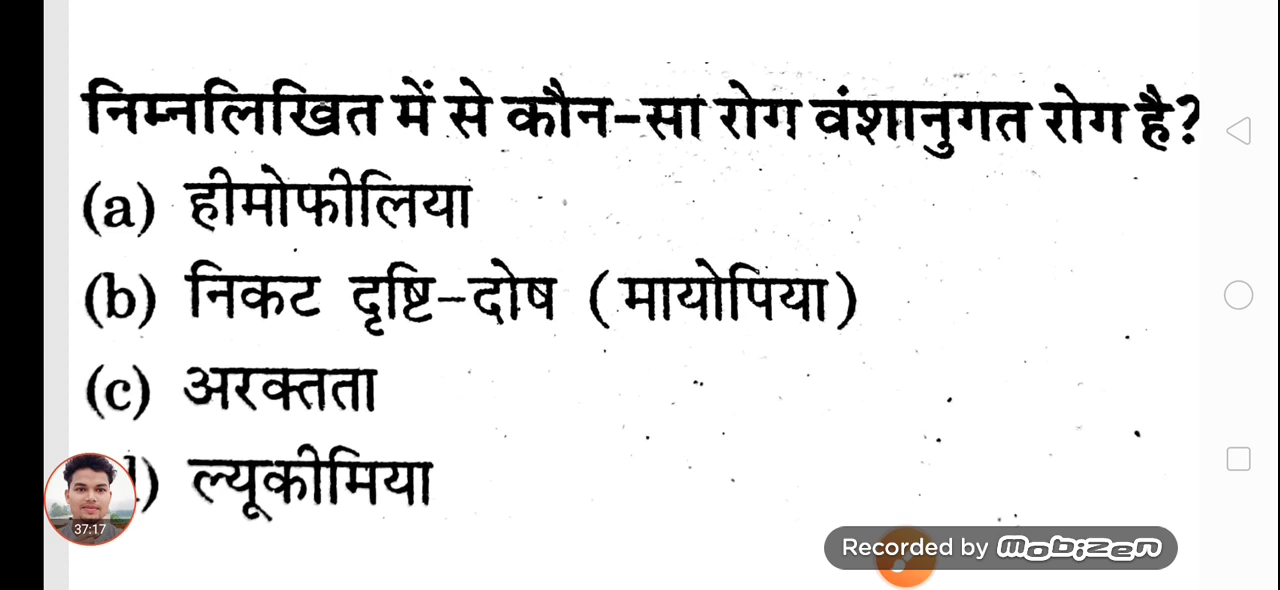 निम्नलिखित में से कौन-सा रोग वंशानुगत रोग है?
(a) हीमोफीलिया
(b) निकट दृष्टि-दोष (मायोपिया)
(c) अरक्तता
) ल्यूकीमिया
37:17
Recorded by mobizen